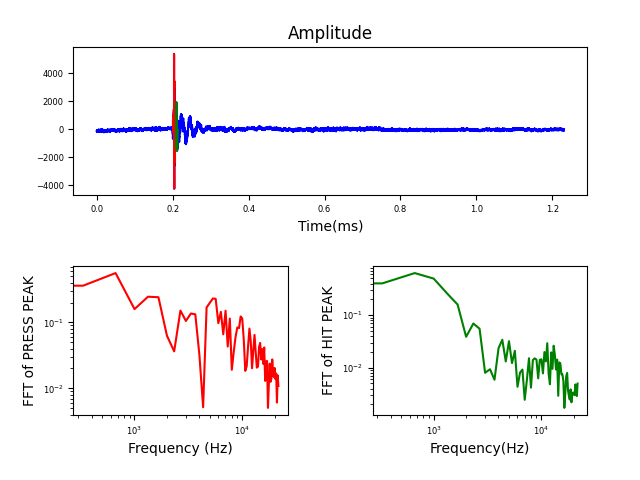 Amplitude
4000
2000
0
−2000
−4000
0.0 0.2 0.4 0.6 0.8 1.0 1.2
Time(ms)
FFT of PRESS PEAK
10⁻¹
10⁻²
10³ 10⁴
Frequency (Hz)
FFT of HIT PEAK
10⁻¹
10⁻²
10³ 10⁴
Frequency(Hz)